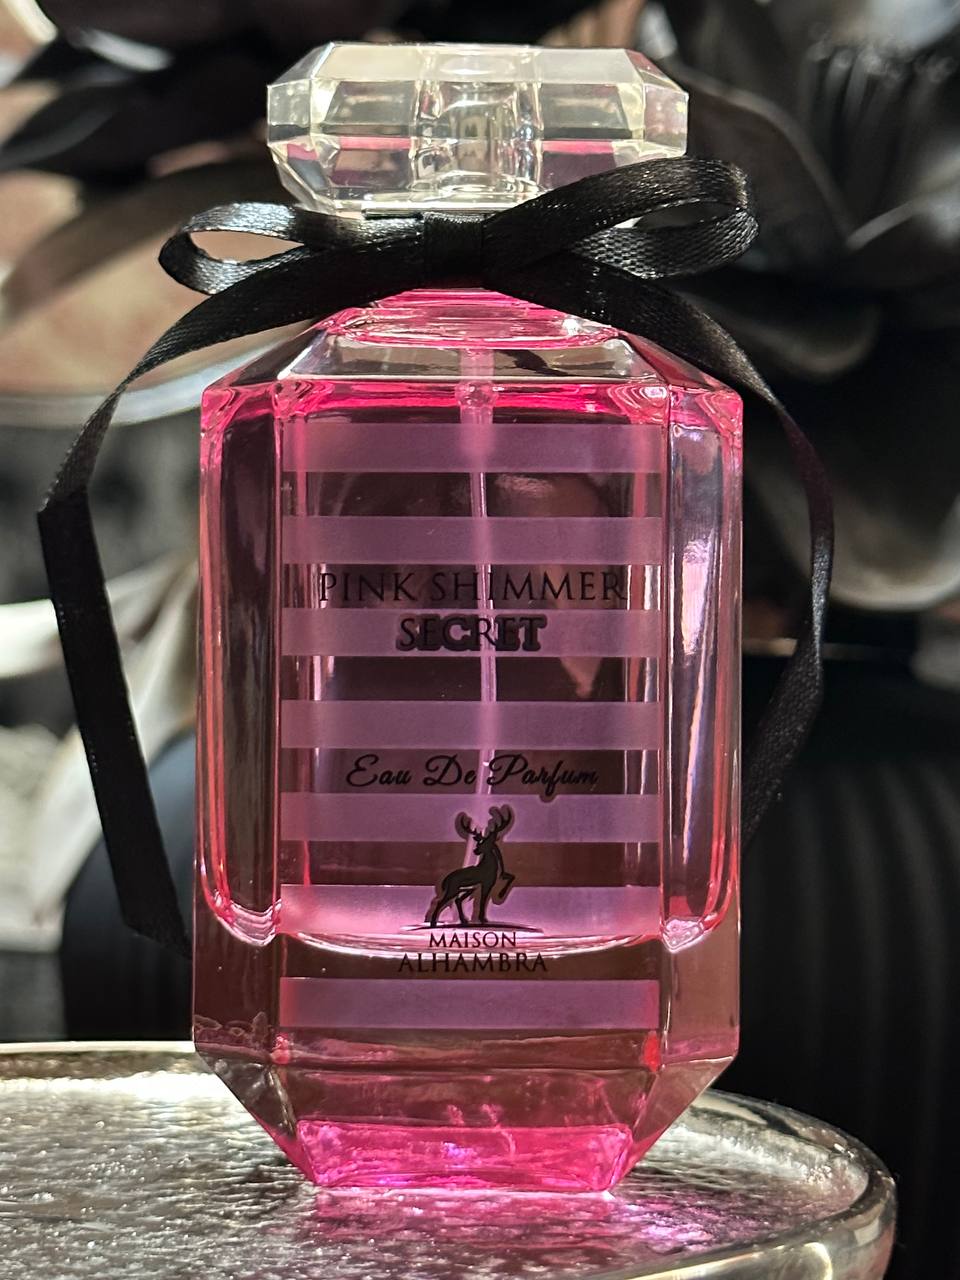 PINK SHIMMER
SECRET
Eau De Parfum
MAISON
ALHAMBRA